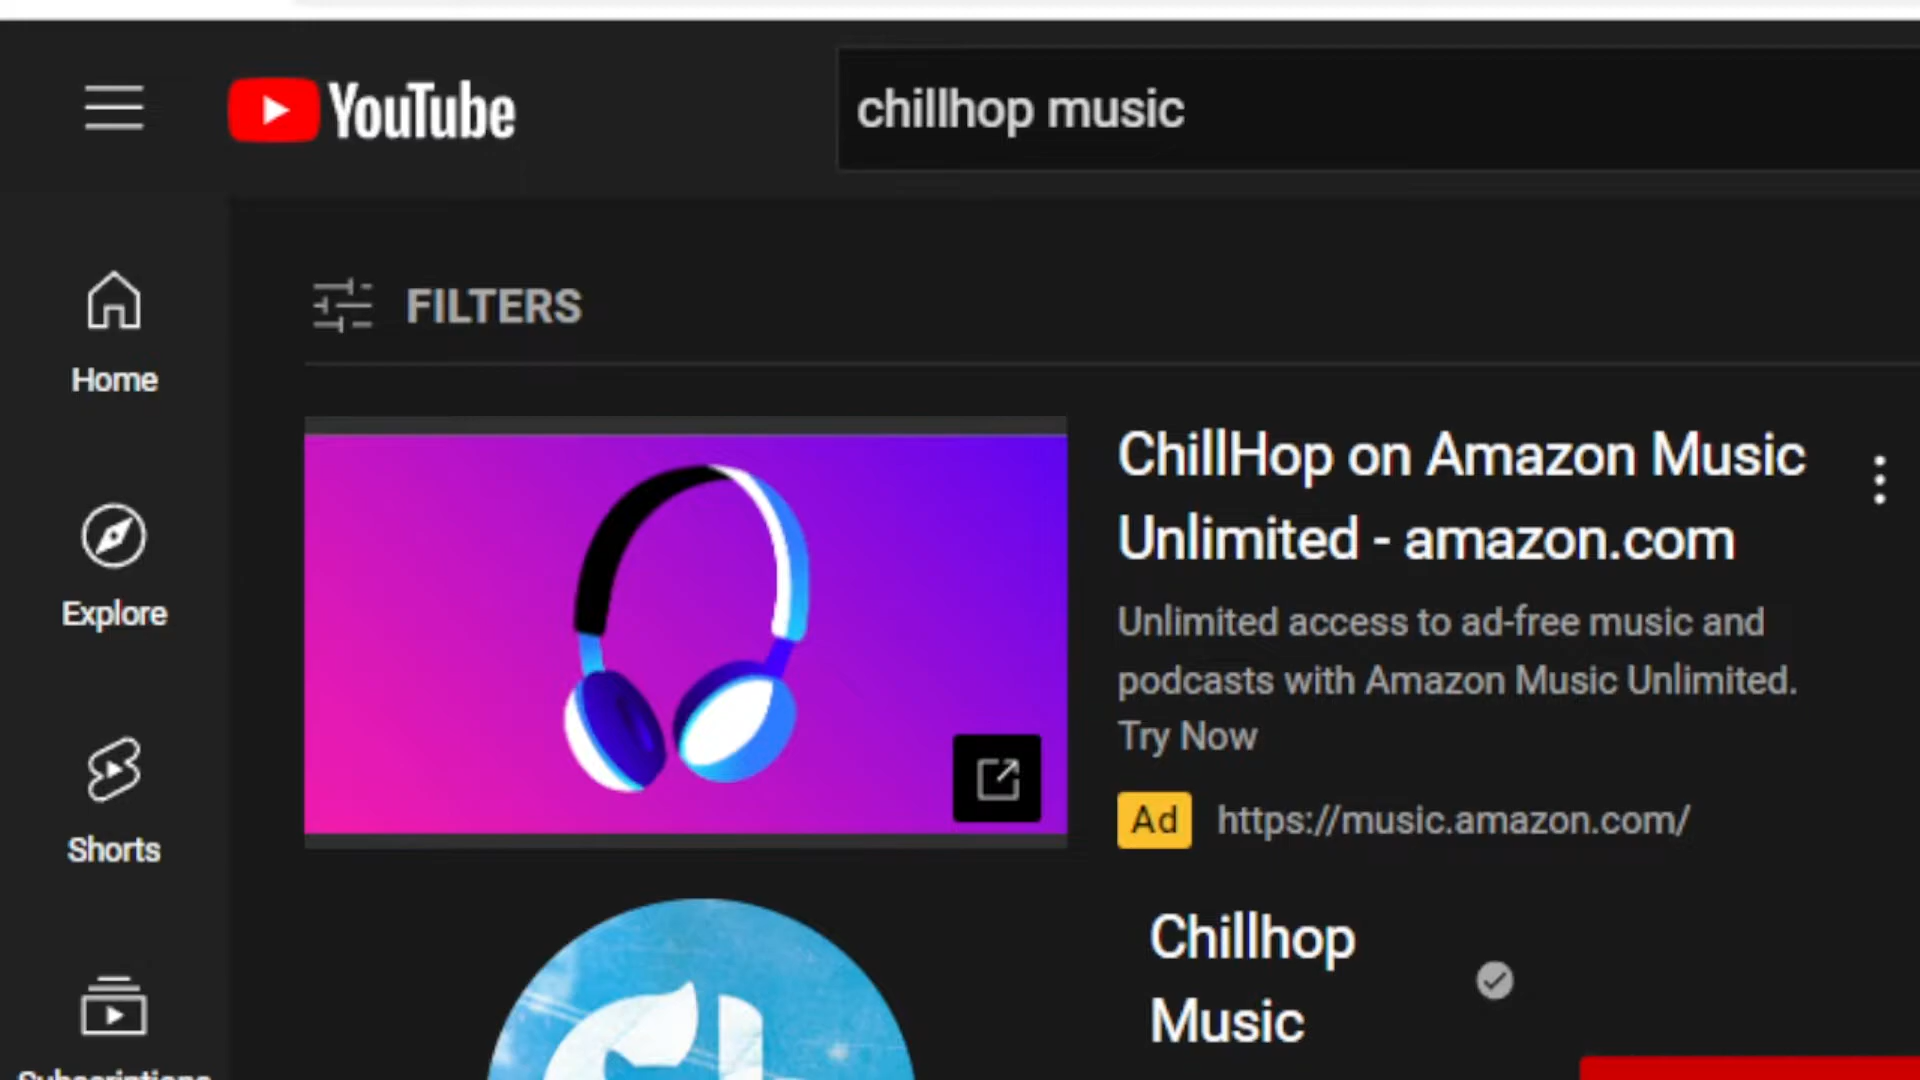 YouTube
chillhop music
FILTERS
Home
Explore
Shorts
Subscriptions
ChillHop on Amazon Music
Unlimited - amazon.com
Unlimited access to ad-free music and
podcasts with Amazon Music Unlimited.
Try Now
Ad https://music.amazon.com/
Chillhop
Music